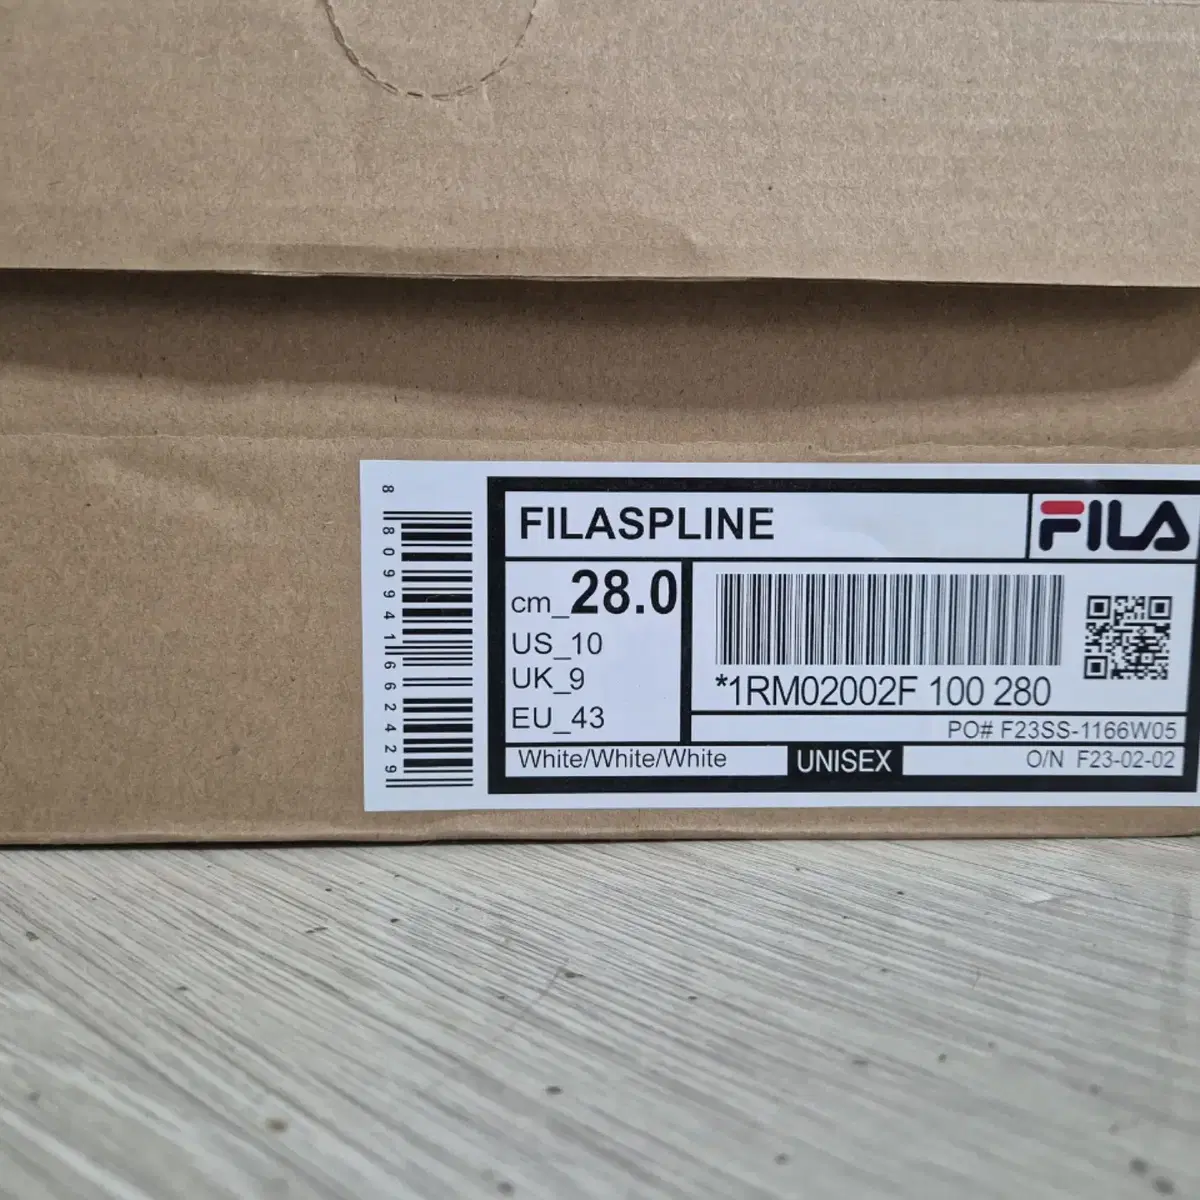 8 809941 662429
FILASPLINE
FILA
cm_28.0
US_10
UK_9
EU_43
*1RM02002F 100 280
PO# F23SS-1166W05
White/White/White
UNISEX
O/N F23-02-02